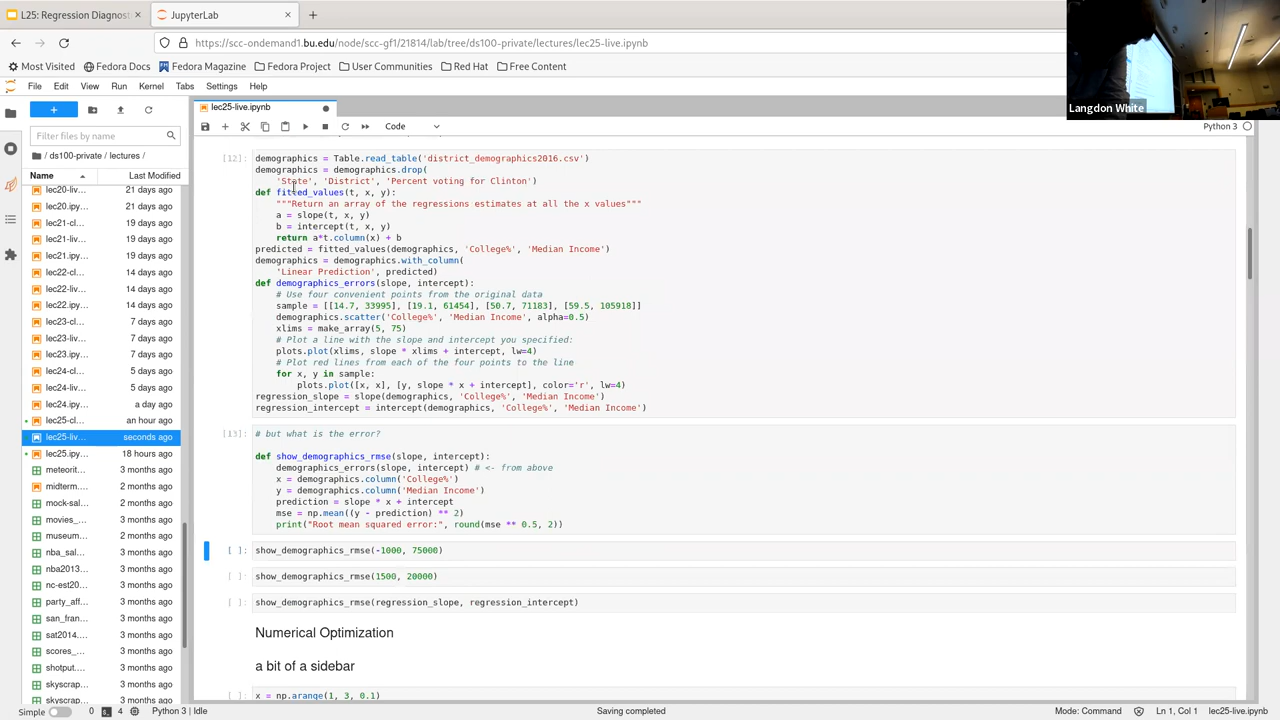 L25: Regression Diagnos
JupyterLab
https://scc-ondemand1.bu.edu/node/scc-gf1/21814/lab/tree/ds100-private/lectures/lec25-live.ipynb
Most Visited
Fedora Docs
Fedora Magazine
Fedora Project
User Communities
Red Hat
Free Content
Langdon White
File Edit View Run Kernel Tabs Settings Help
lec25-live.ipynb
Code
Python 3
Filter files by name
/ ds100-private / lectures /
Name Last Modified
lec20-liv... 21 days ago
lec20.ipy... 21 days ago
lec21-cl... 19 days ago
lec21-liv... 19 days ago
lec21.ipy... 19 days ago
lec22-cl... 14 days ago
lec22-liv... 14 days ago
lec22.ipy... 14 days ago
lec23-cl... 7 days ago
lec23-liv... 7 days ago
lec23.ipy... 7 days ago
lec24-cl... 5 days ago
lec24-liv... 5 days ago
lec24.ipy... a day ago
lec25-cl... an hour ago
lec25-liv... seconds ago
lec25.ipy... 18 hours ago
meteorit... 3 months ago
midterm.... 2 months ago
mock-sal... 2 months ago
movies_... 3 months ago
museum... 2 months ago
nba_sal... 3 months ago
nba2013... 3 months ago
nc-est20... 3 months ago
party_aff... 3 months ago
san_fran... 3 months ago
sat2014.... 3 months ago
scores_... 3 months ago
shotput.... 3 months ago
skyscrap... 3 months ago
skyscrap... 3 months ago
[12]:
demographics = Table.read_table('district_demographics2016.csv')
demographics = demographics.drop(
    'State', 'District', 'Percent voting for Clinton')
def fitted_values(t, x, y):
    """Return an array of the regressions estimates at all the x values"""
    a = slope(t, x, y)
    b = intercept(t, x, y)
    return a*t.column(x) + b
predicted = fitted_values(demographics, 'College%', 'Median Income')
demographics = demographics.with_column(
    'Linear Prediction', predicted)
def demographics_errors(slope, intercept):
    # Use four convenient points from the original data
    sample = [[14.7, 33995], [19.1, 61454], [50.7, 71183], [59.5, 105918]]
    demographics.scatter('College%', 'Median Income', alpha=0.5)
    xlims = make_array(5, 75)
    # Plot a line with the slope and intercept you specified:
    plots.plot(xlims, slope * xlims + intercept, lw=4)
    # Plot red lines from each of the four points to the line
    for x, y in sample:
        plots.plot([x, x], [y, slope * x + intercept], color='r', lw=4)
regression_slope = slope(demographics, 'College%', 'Median Income')
regression_intercept = intercept(demographics, 'College%', 'Median Income')
[13]:
# but what is the error?
def show_demographics_rmse(slope, intercept):
    demographics_errors(slope, intercept) # <- from above
    x = demographics.column('College%')
    y = demographics.column('Median Income')
    prediction = slope * x + intercept
    mse = np.mean((y - prediction) ** 2)
    print("Root mean squared error:", round(mse ** 0.5, 2))
[ ]: show_demographics_rmse(-1000, 75000)
[ ]: show_demographics_rmse(1500, 20000)
[ ]: show_demographics_rmse(regression_slope, regression_intercept)
Numerical Optimization
a bit of a sidebar
[ ]: x = np.arange(1, 3, 0.1)
Simple 0 4 Python 3 | Idle Saving completed Mode: Command Ln 1, Col 1 lec25-live.ipynb